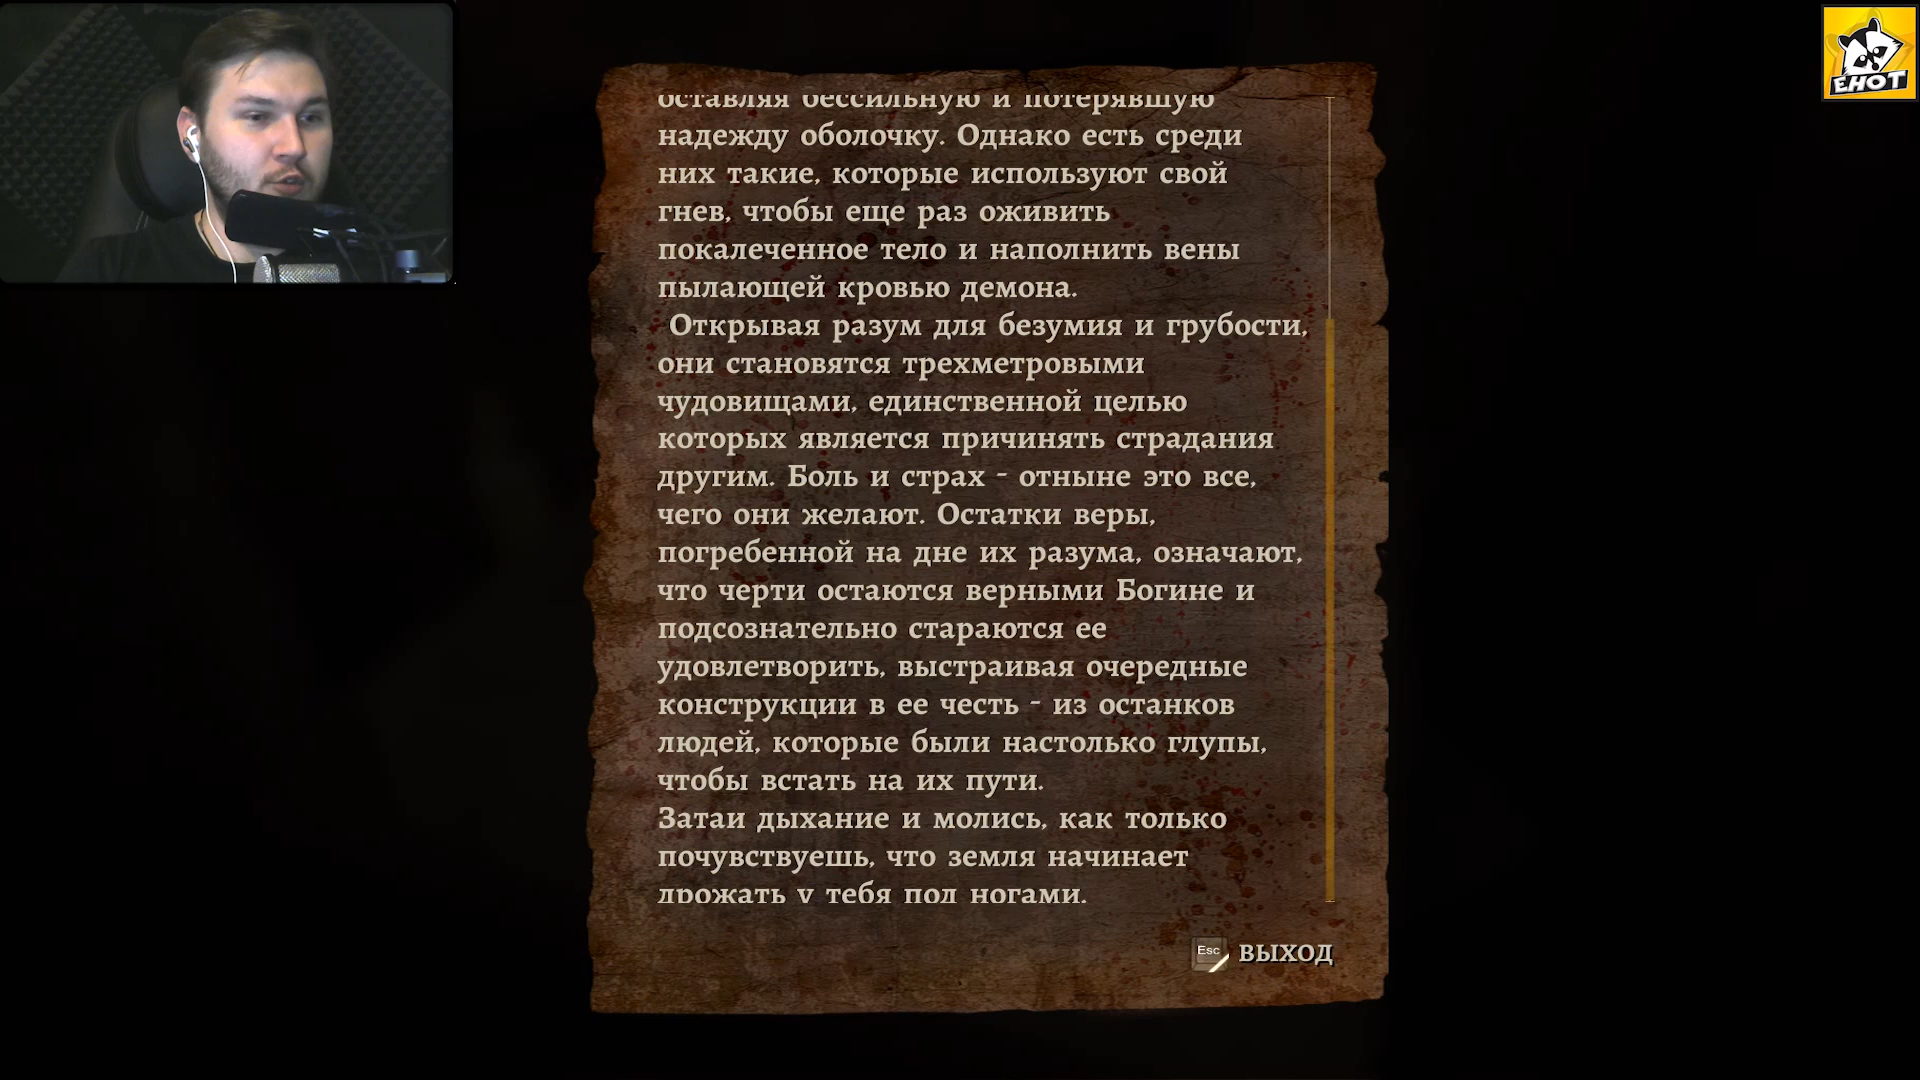 оставляя бессильную и потерявшую
надежду оболочку. Однако есть среди
них такие, которые используют свой
гнев, чтобы еще раз оживить
покалеченное тело и наполнить вены
пылающей кровью демона.
Открывая разум для безумия и грубости,
они становятся трехметровыми
чудовищами, единственной целью
которых является причинять страдания
другим. Боль и страх - отныне это все,
чего они желают. Остатки веры,
погребенной на дне их разума, означают,
что черти остаются верными Богине и
подсознательно стараются ее
удовлетворить, выстраивая очередные
конструкции в ее честь - из останков
людей, которые были настолько глупы,
чтобы встать на их пути.
Затаи дыхание и молись, как только
почувствуешь, что земля начинает
дрожать у тебя под ногами.
Esc ВЫХОД
ЕНОТ